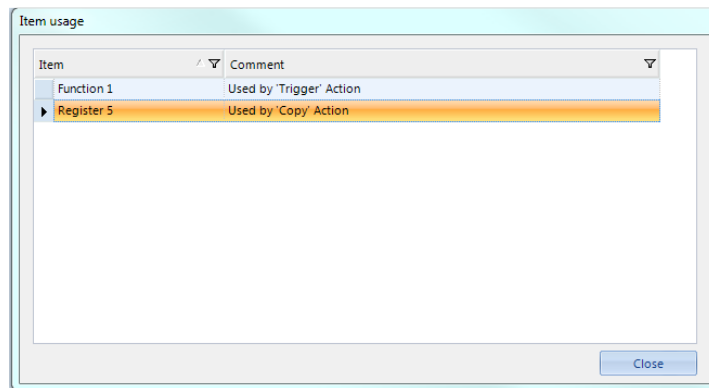 Item usage
Item Comment
Function 1 Used by 'Trigger' Action
Register 5 Used by 'Copy' Action
Close